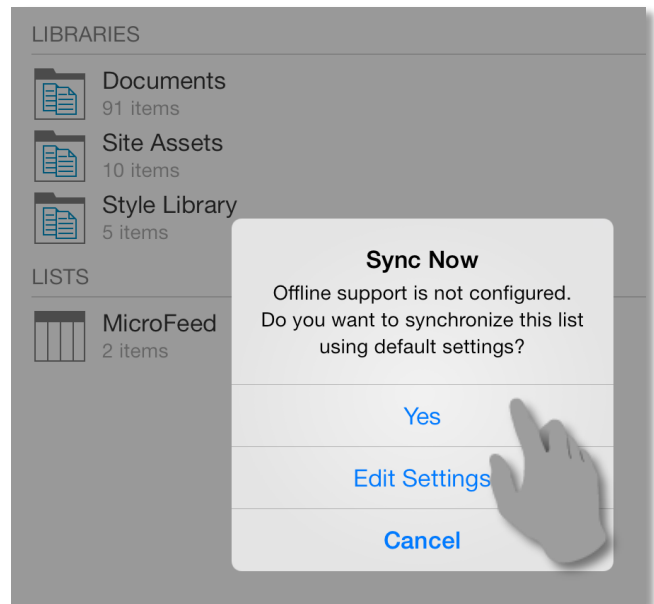 LIBRARIES
Documents
91 items
Site Assets
10 items
Style Library
5 items
LISTS
MicroFeed
2 items
Sync Now
Offline support is not configured.
Do you want to synchronize this list
using default settings?
Yes
Edit Settings
Cancel